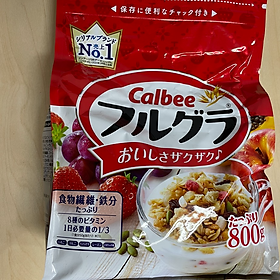 保存に便利なチャック付き
シリアルブランド
売上
No.1
Calbee
フルグラ
おいしさザクザク♪
食物繊維・鉄分
たっぷり
8種のビタミン
1日必要量の1/3
たっぷり
800g